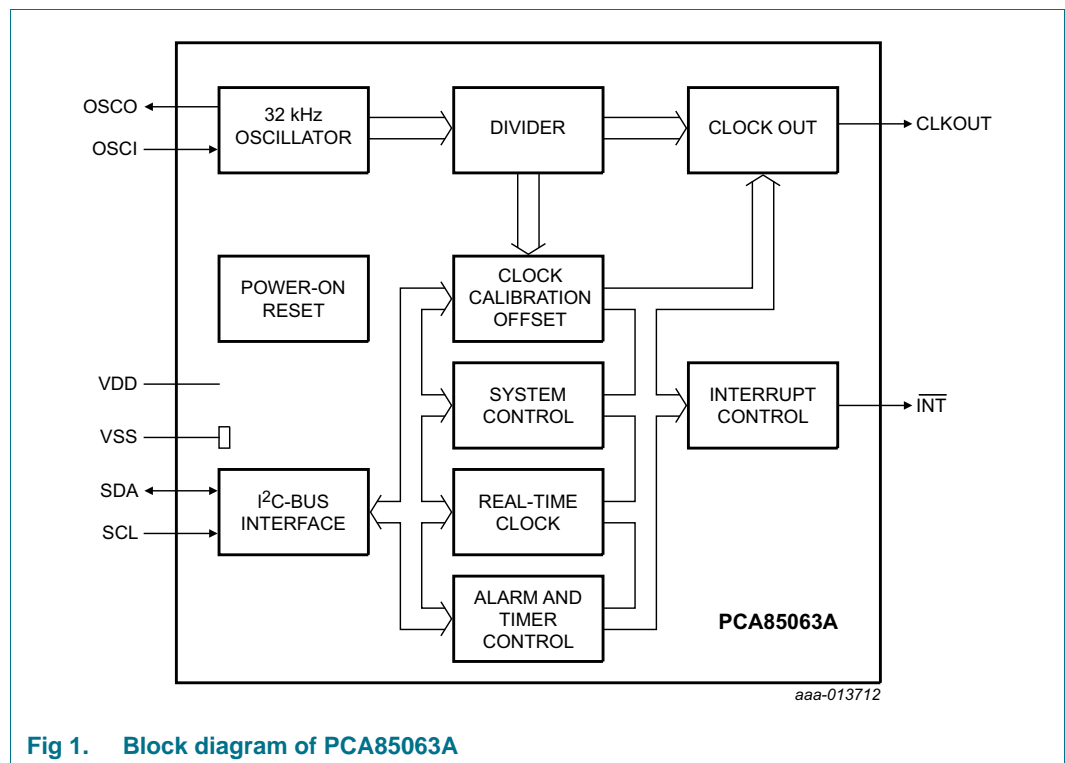 OSCO
OSCI
32 kHz
OSCILLATOR
DIVIDER
CLOCK OUT
CLKOUT
POWER-ON
RESET
CLOCK
CALIBRATION
OFFSET
VDD
VSS
SYSTEM
CONTROL
INTERRUPT
CONTROL
INT
SDA
SCL
I2C-BUS
INTERFACE
REAL-TIME
CLOCK
ALARM AND
TIMER
CONTROL
PCA85063A
aaa-013712
Fig 1. Block diagram of PCA85063A